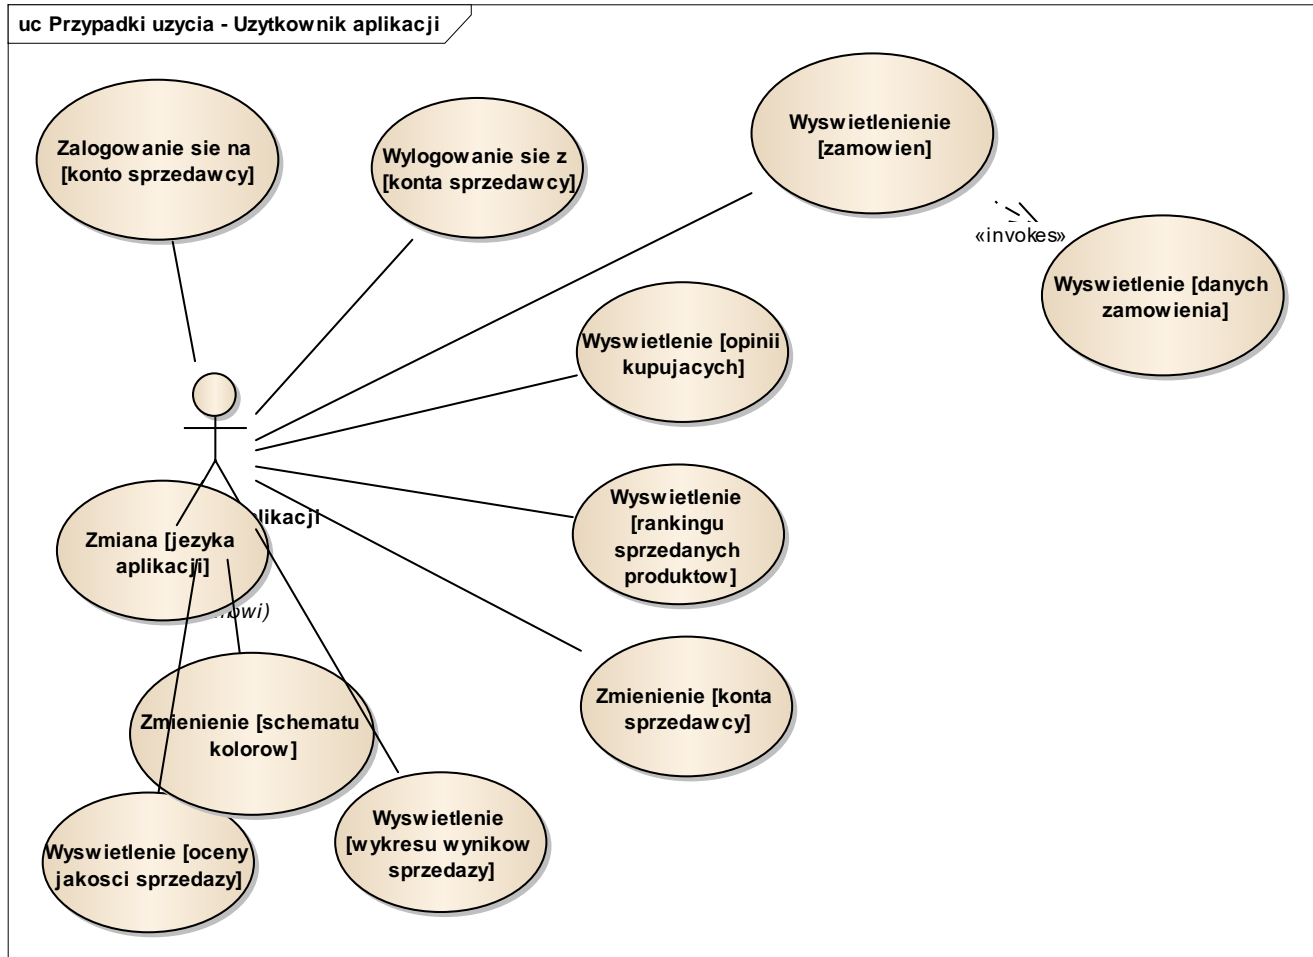 uc Przypadki uzycia - Uzytkownik aplikacji
Zalogowanie sie na
[konto sprzedawcy]
Wylogowanie sie z
[konta sprzedawcy]
Wyswietlenienie
[zamowien]
«invokes»
Wyswietlenie [danych
zamowienia]
Wyswietlenie [opinii
kupujacych]
Wyswietlenie
[rankingu
sprzedanych
produktow]
Zmiana [jezyka
aplikacji]
Zmienienie [konta
sprzedawcy]
Zmienienie [schematu
kolorow]
Wyswietlenie
[wykresu wynikow
sprzedazy]
Wyswietlenie [oceny
jakosci sprzedazy]